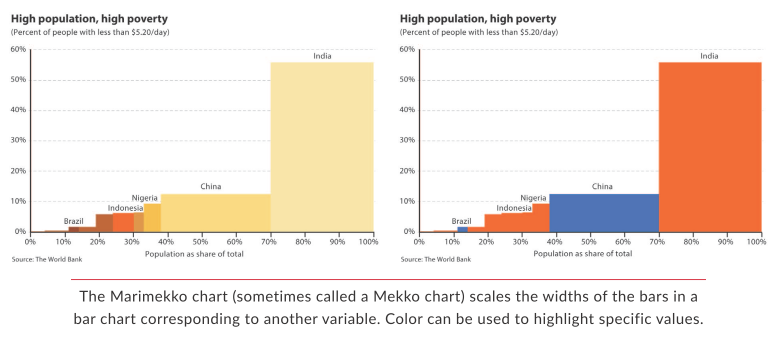 High population, high poverty
(Percent of people with less than $5.20/day)
60%
50%
40%
30%
20%
10%
0%
India
China
Nigeria
Indonesia
Brazil
0% 10% 20% 30% 40% 50% 60% 70% 80% 90% 100%
Population as share of total
Source: The World Bank
High population, high poverty
(Percent of people with less than $5.20/day)
60%
50%
40%
30%
20%
10%
0%
India
China
Nigeria
Indonesia
Brazil
0% 10% 20% 30% 40% 50% 60% 70% 80% 90% 100%
Population as share of total
Source: The World Bank
The Marimekko chart (sometimes called a Mekko chart) scales the widths of the bars in a
bar chart corresponding to another variable. Color can be used to highlight specific values.